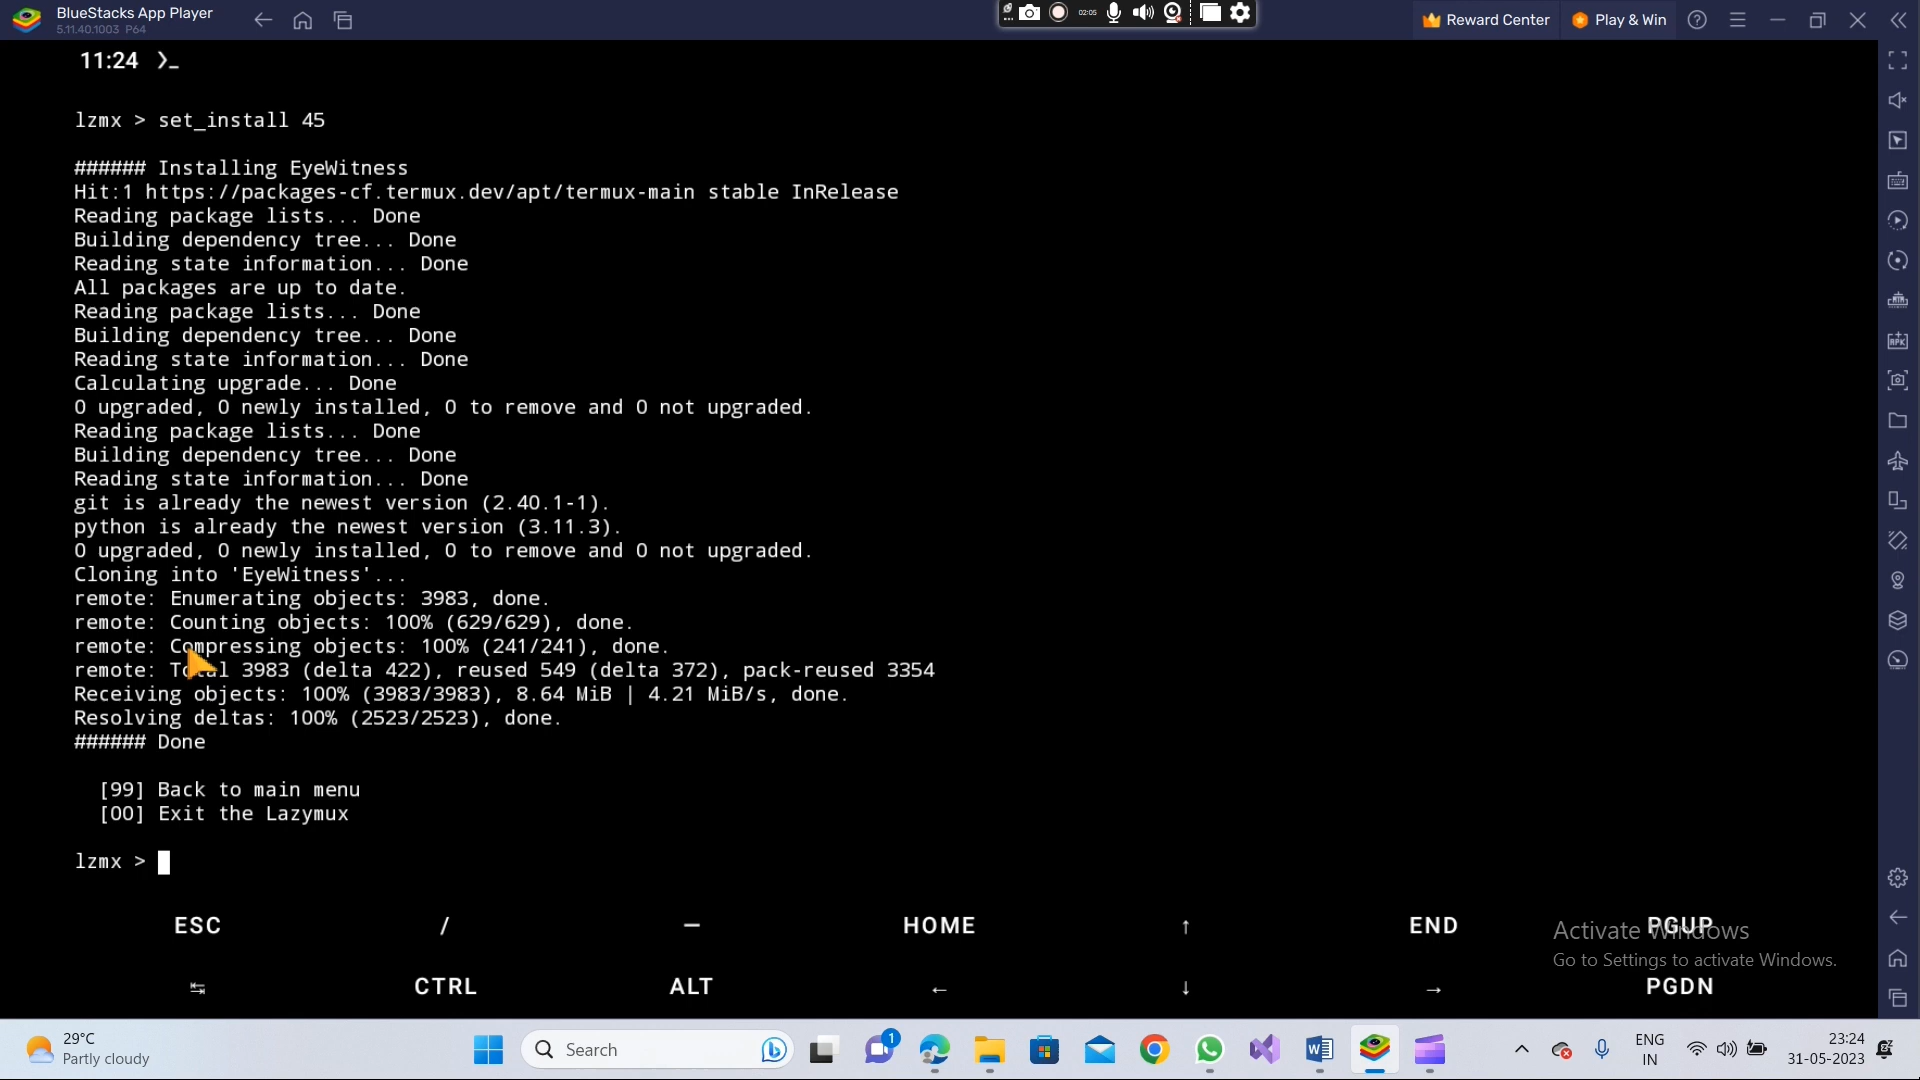 BlueStacks App Player
5.11.40.1003 P64
02:05
Reward Center
Play & Win
11:24
lzmx > set_install 45
###### Installing EyeWitness
Hit:1 https://packages-cf.termux.dev/apt/termux-main stable InRelease
Reading package lists... Done
Building dependency tree... Done
Reading state information... Done
All packages are up to date.
Reading package lists... Done
Building dependency tree... Done
Reading state information... Done
Calculating upgrade... Done
0 upgraded, 0 newly installed, 0 to remove and 0 not upgraded.
Reading package lists... Done
Building dependency tree... Done
Reading state information... Done
git is already the newest version (2.40.1-1).
python is already the newest version (3.11.3).
0 upgraded, 0 newly installed, 0 to remove and 0 not upgraded.
Cloning into 'EyeWitness'...
remote: Enumerating objects: 3983, done.
remote: Counting objects: 100% (629/629), done.
remote: Compressing objects: 100% (241/241), done.
remote: Total 3983 (delta 422), reused 549 (delta 372), pack-reused 3354
Receiving objects: 100% (3983/3983), 8.64 MiB | 4.21 MiB/s, done.
Resolving deltas: 100% (2523/2523), done.
###### Done
[99] Back to main menu
[00] Exit the Lazymux
lzmx >
ESC / — HOME ↑ END PGUP
CTRL ALT ← ↓ → PGDN
Activate Windows
Go to Settings to activate Windows.
29°C
Partly cloudy
Search
1
ENG
IN
23:24
31-05-2023